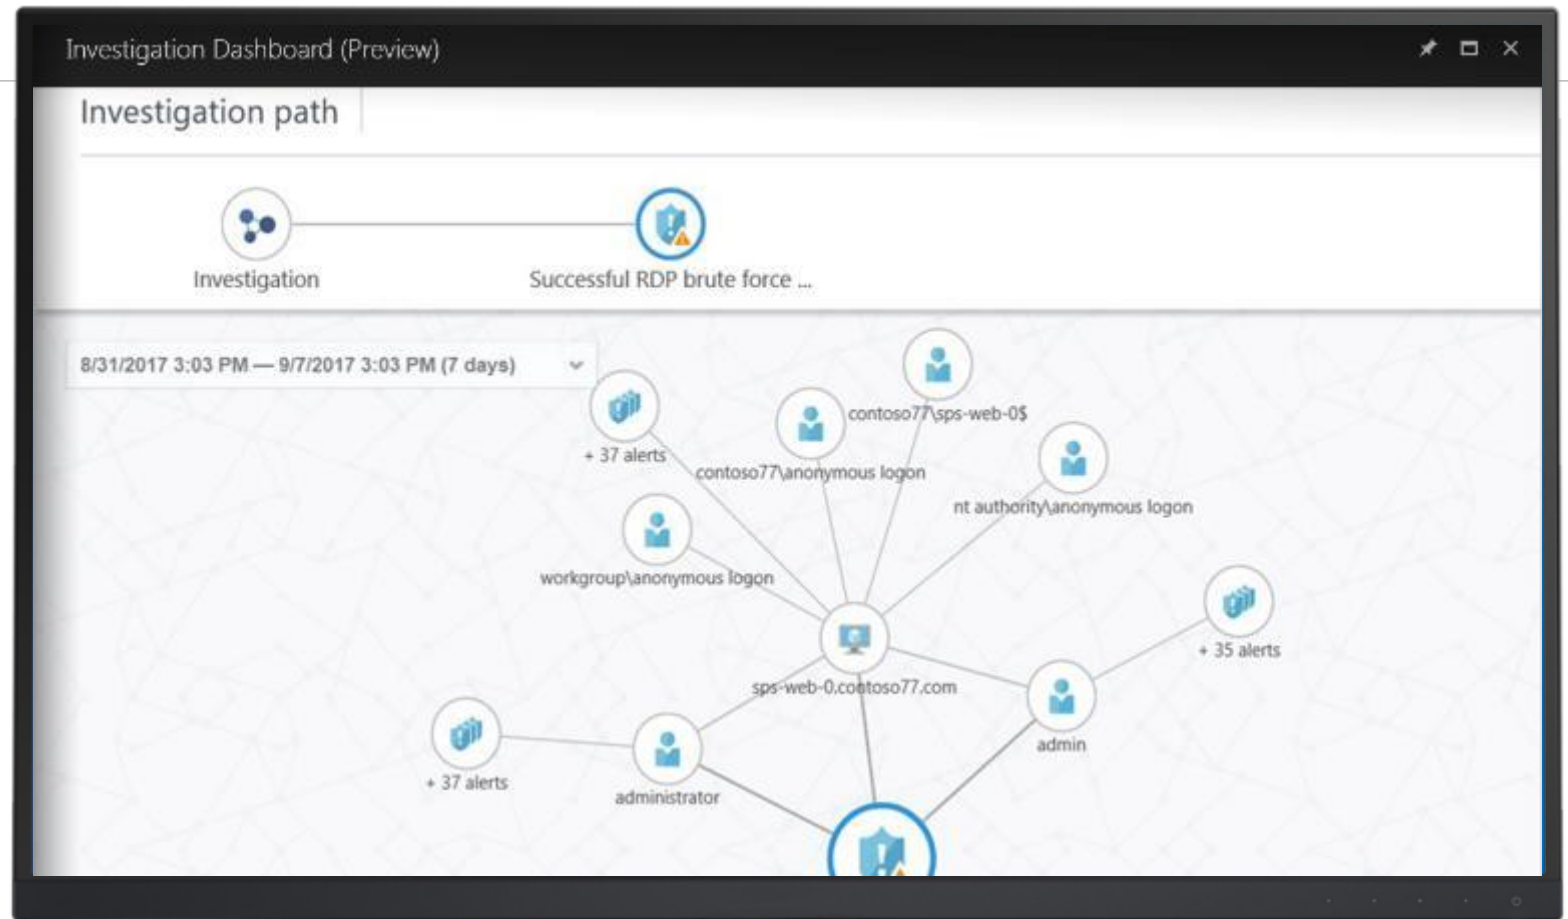 Investigation Dashboard (Preview)
Investigation path
Investigation
Successful RDP brute force ...
8/31/2017 3:03 PM — 9/7/2017 3:03 PM (7 days)
contoso77\sps-web-0$
+ 37 alerts
contoso77\anonymous logon
nt authority\anonymous logon
workgroup\anonymous logon
+ 35 alerts
sps-web-0.contoso77.com
admin
+ 37 alerts
administrator